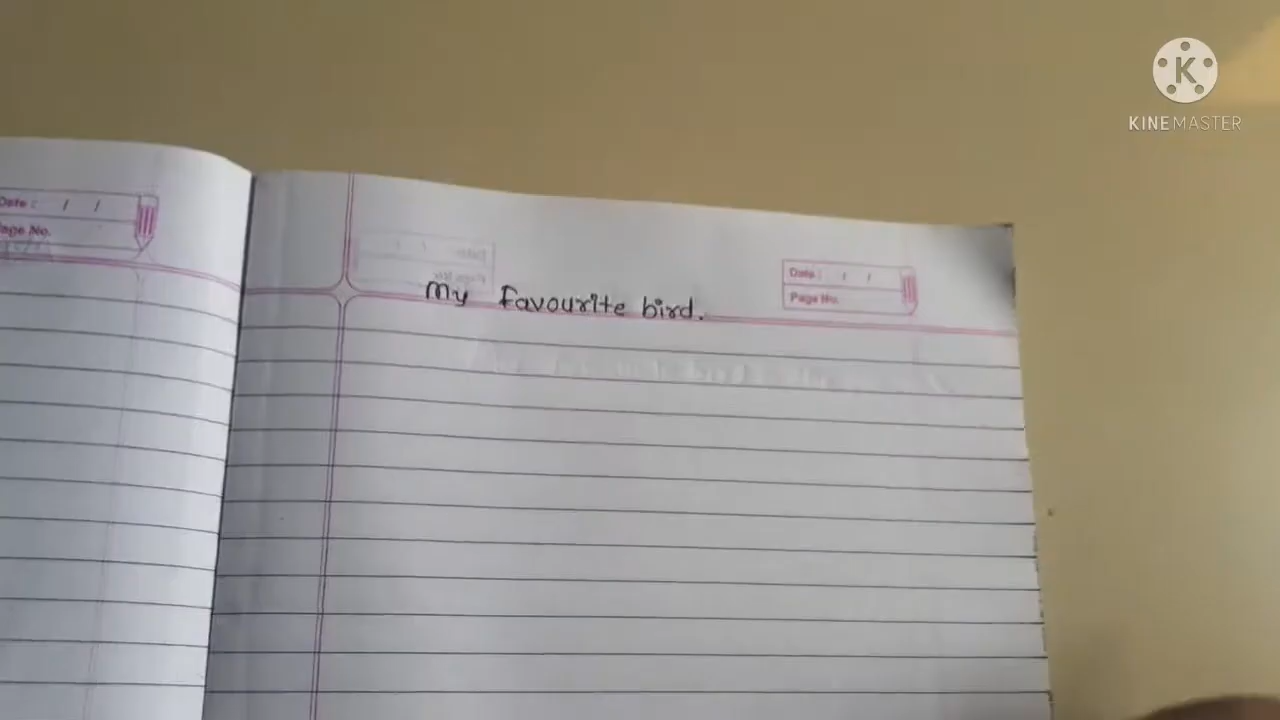 KINEMASTER
Date : / /
Page No.
Date : / /
Page No.
My favourite bird.